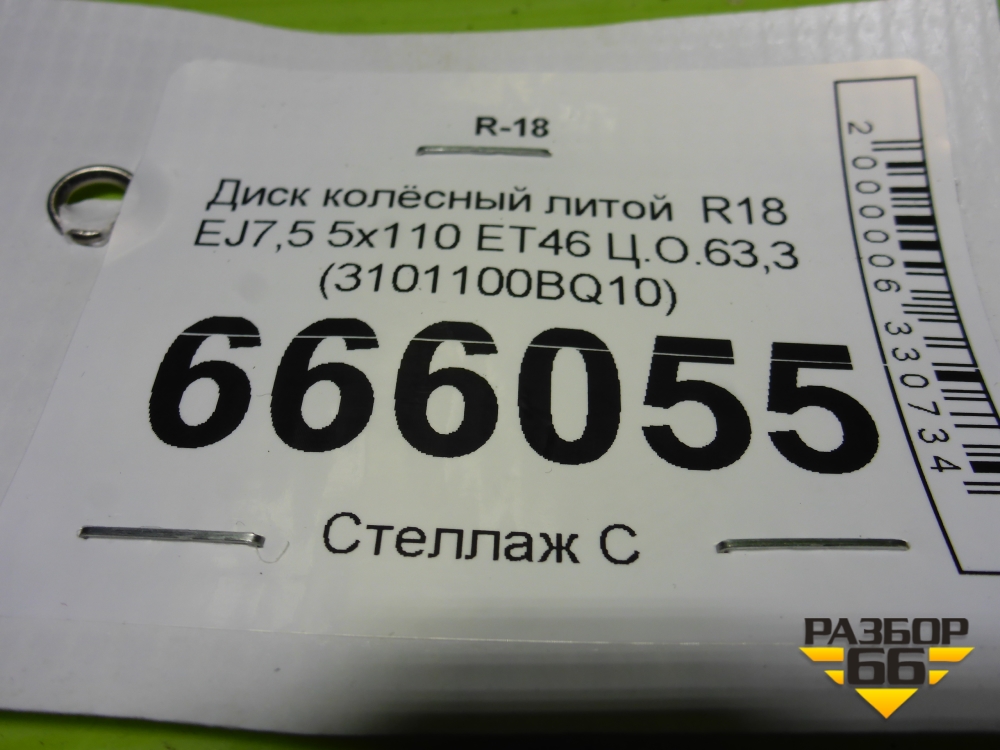 R-18
Диск колёсный литой R18
EJ7,5 5x110 ET46 Ц.О.63,3
(3101100BQ10)
666055
Стеллаж С
2000006330734
РАЗБОР
66